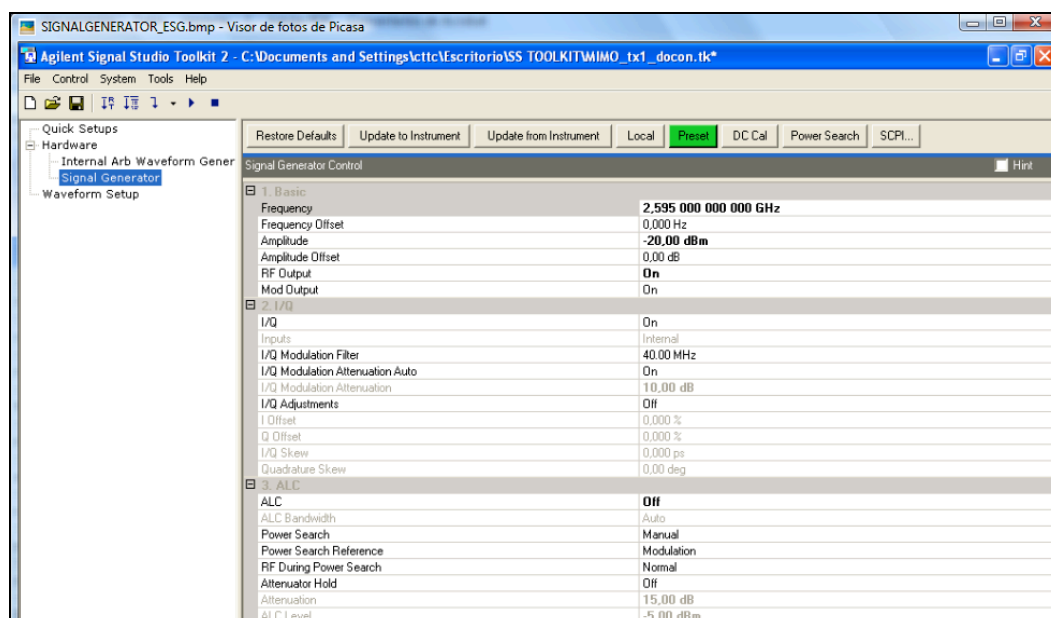 SIGNALGENERATOR_ESG.bmp - Visor de fotos de Picasa
Agilent Signal Studio Toolkit 2 - C:\Documents and Settings\cttc\Escritorio\SS TOOLKIT\MIMO_tx1_docon.tk*
File Control System Tools Help
Quick Setups
Hardware
Internal Arb Waveform Gener
Signal Generator
Waveform Setup
Restore Defaults Update to Instrument Update from Instrument Local Preset DC Cal Power Search SCPI...
Signal Generator Control Hint
1. Basic
Frequency 2,595 000 000 000 GHz
Frequency Offset 0,000 Hz
Amplitude -20,00 dBm
Amplitude Offset 0,00 dB
RF Output On
Mod Output On
2. I/Q
I/Q On
Inputs Internal
I/Q Modulation Filter 40.00 MHz
I/Q Modulation Attenuation Auto On
I/Q Modulation Attenuation 10,00 dB
I/Q Adjustments Off
I Offset 0,000 %
Q Offset 0,000 %
I/Q Skew 0,000 ps
Quadrature Skew 0,00 deg
3. ALC
ALC Off
ALC Bandwidth Auto
Power Search Manual
Power Search Reference Modulation
RF During Power Search Normal
Attenuator Hold Off
Attenuation 15,00 dB
ALC Level -5,00 dBm